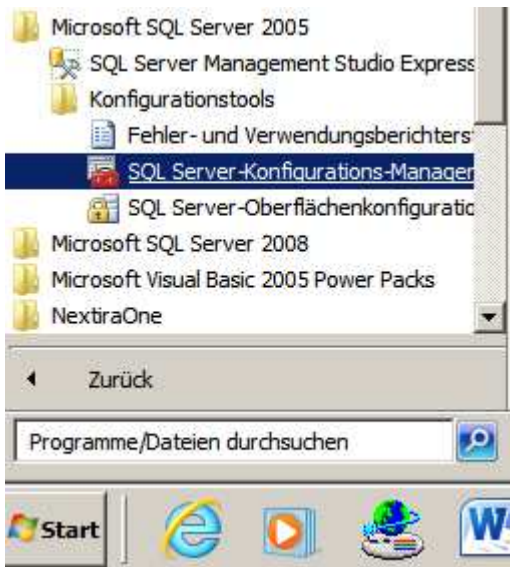 Microsoft SQL Server 2005
SQL Server Management Studio Express
Konfigurationstools
Fehler- und Verwendungsberichters
SQL Server-Konfigurations-Manager
SQL Server-Oberflächenkonfiguratio
Microsoft SQL Server 2008
Microsoft Visual Basic 2005 Power Packs
NextiraOne
Zurück
Programme/Dateien durchsuchen
Start
W